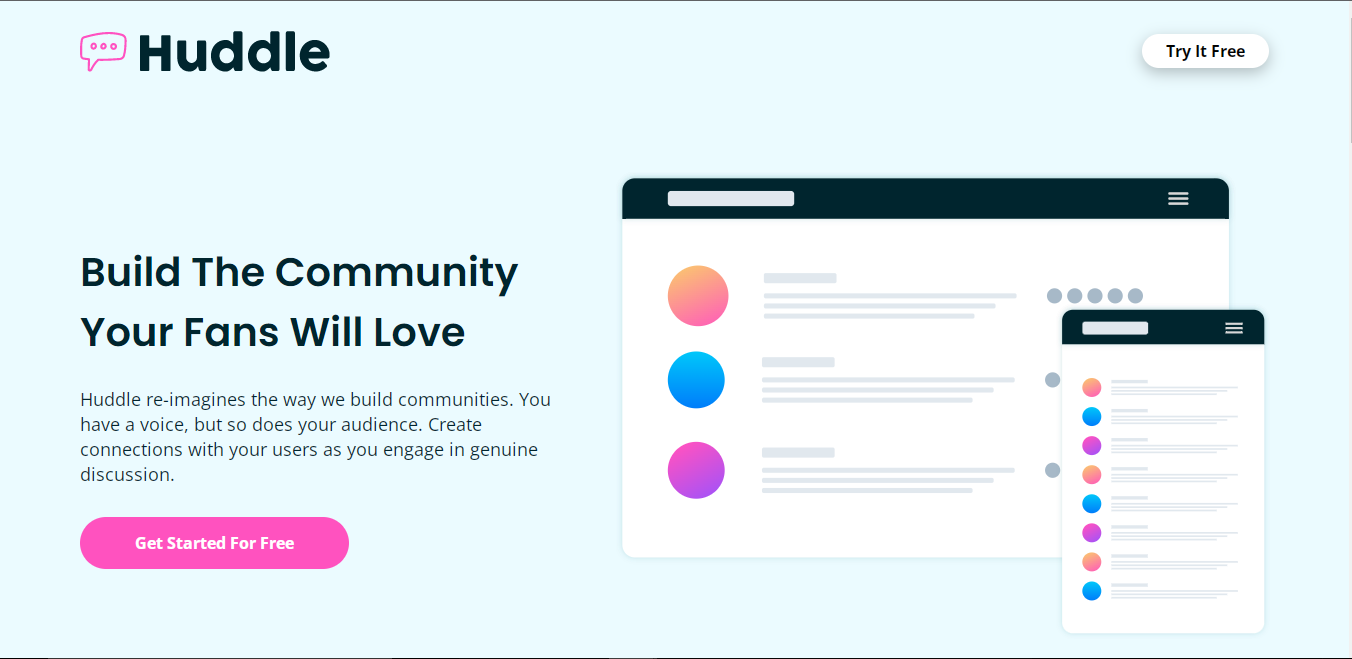 Huddle
Try It Free
Build The Community
Your Fans Will Love
Huddle re-imagines the way we build communities. You
have a voice, but so does your audience. Create
connections with your users as you engage in genuine
discussion.
Get Started For Free